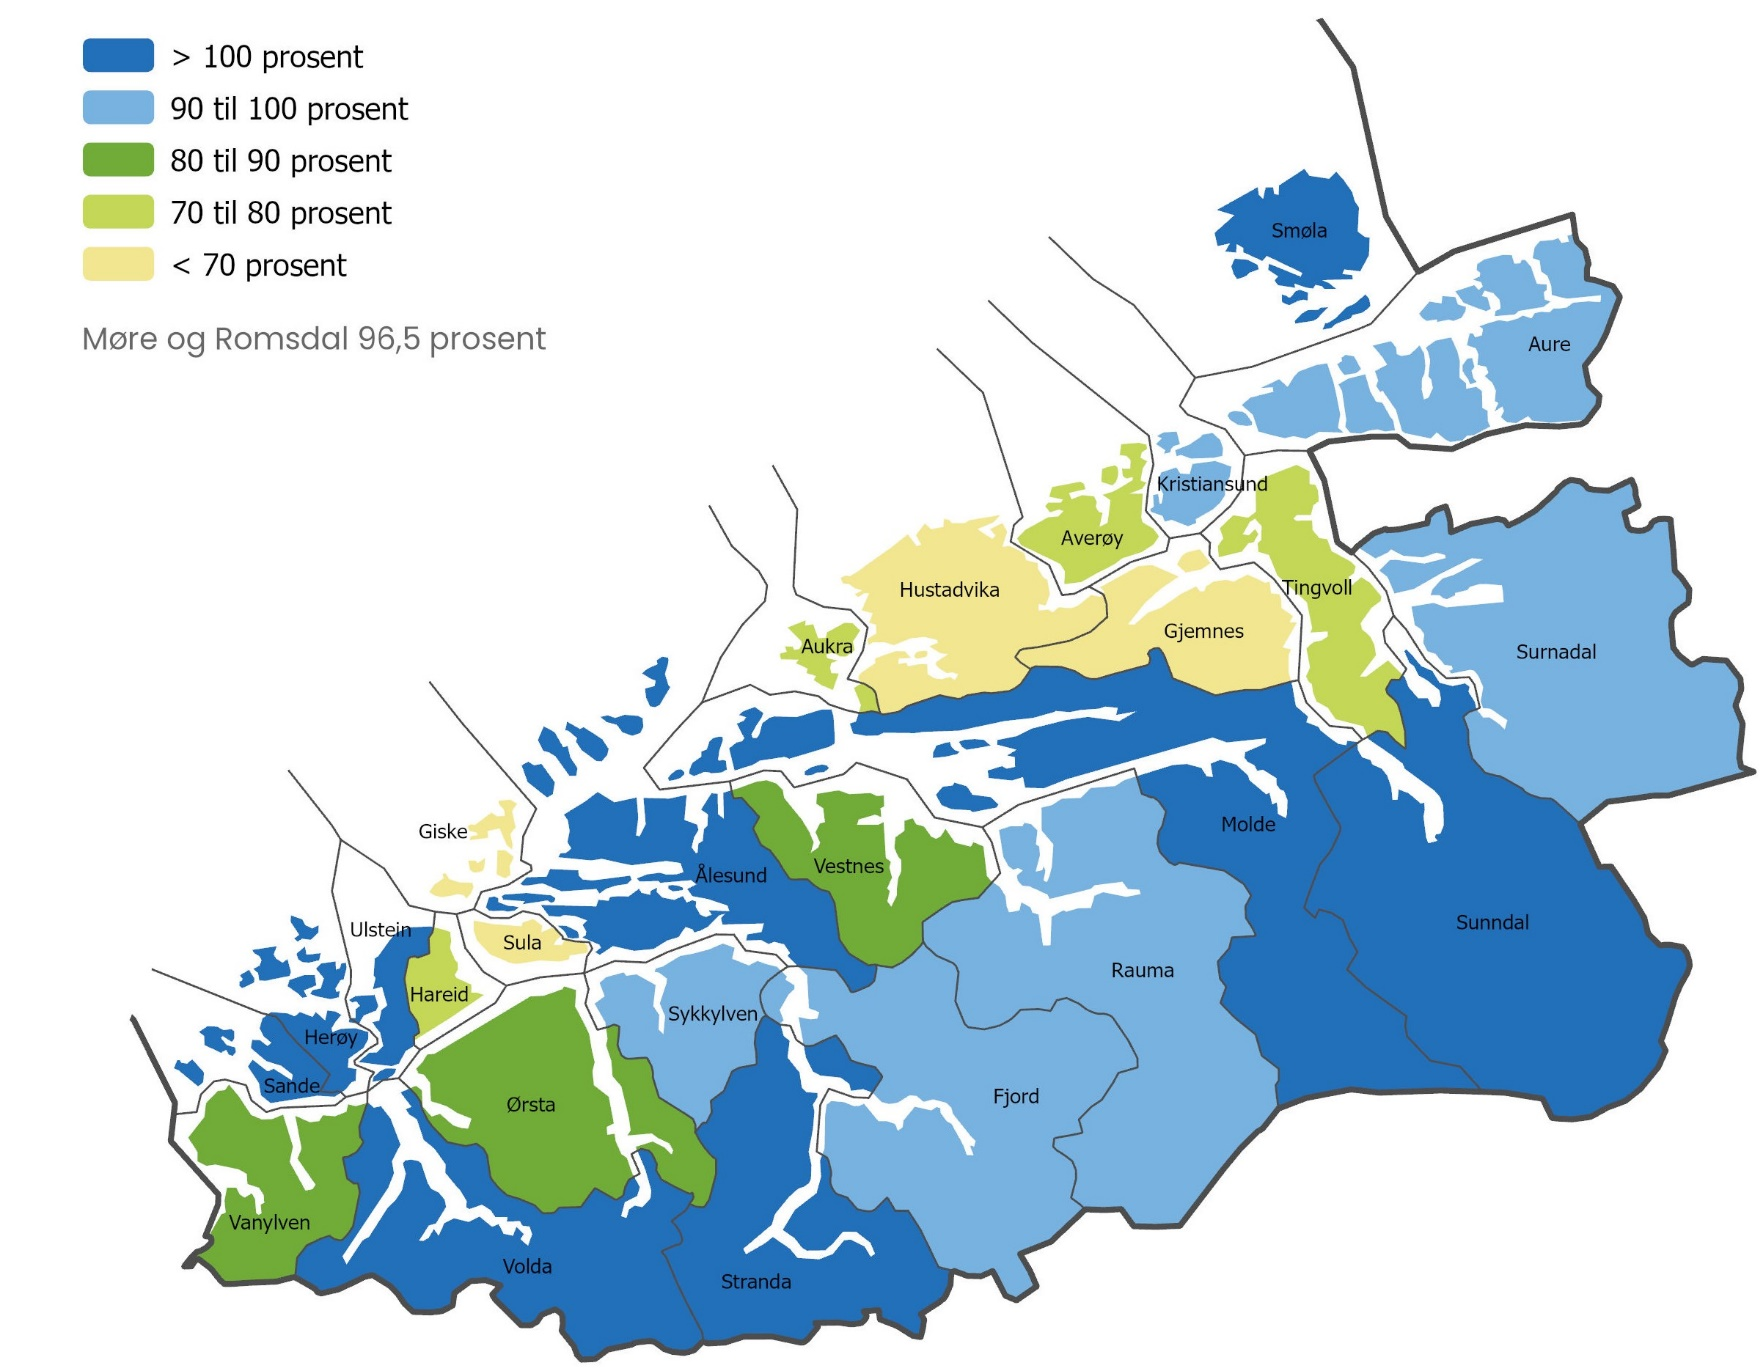 > 100 prosent
90 til 100 prosent
80 til 90 prosent
70 til 80 prosent
< 70 prosent
Møre og Romsdal 96,5 prosent
Smøla
Aure
Kristiansund
Averøy
Tingvoll
Hustadvika
Gjemnes
Aukra
Surnadal
Giske
Molde
Vestnes
Ålesund
Sunndal
Ulstein
Sula
Rauma
Hareid
Sykkylven
Herøy
Sande
Ørsta
Fjord
Vanylven
Volda
Stranda